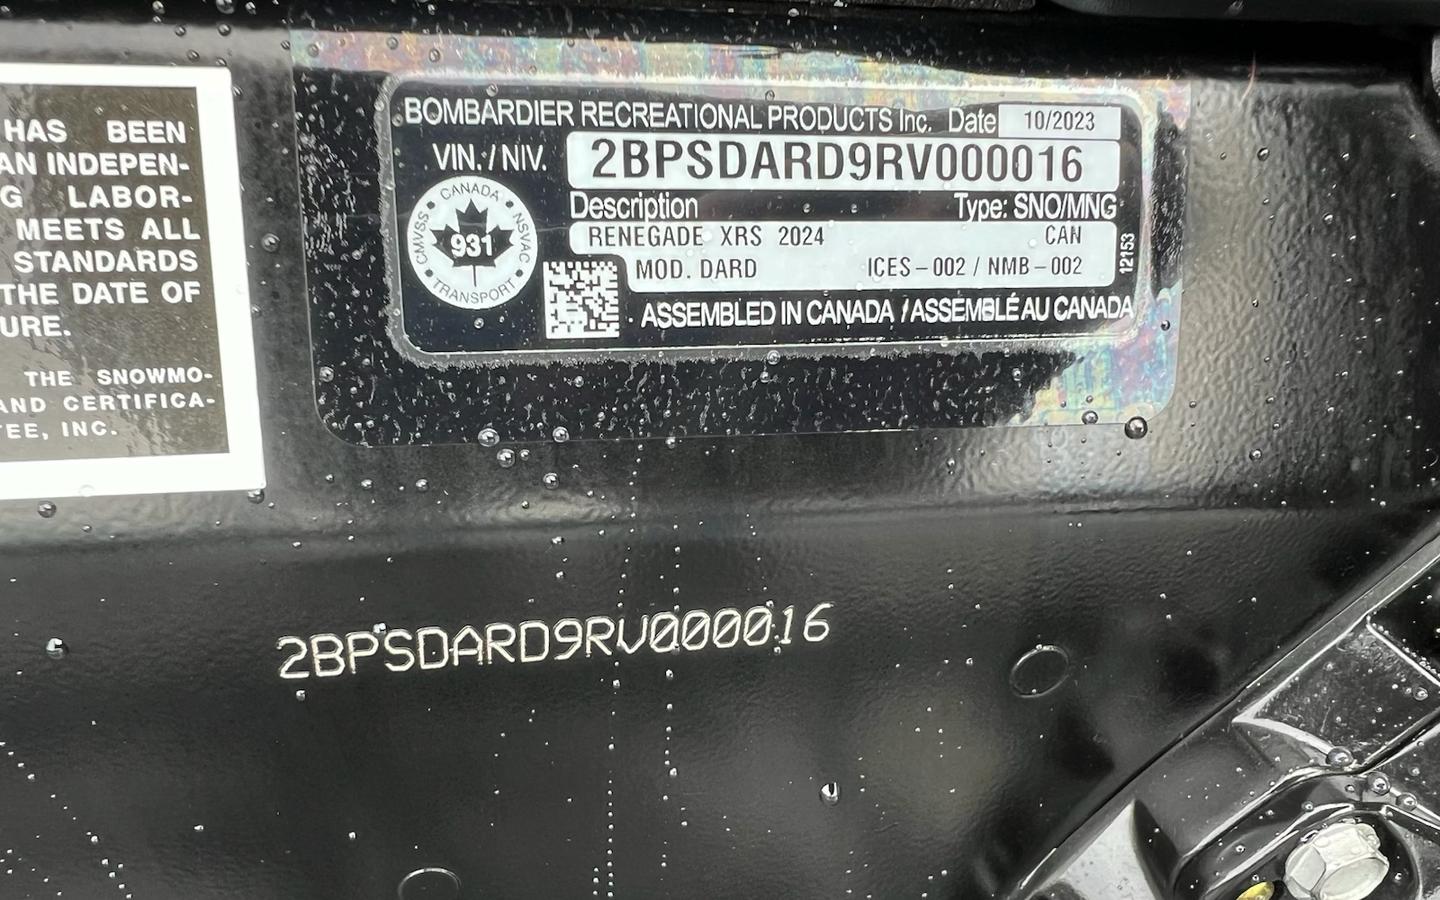 HAS BEEN
AN INDEPEN-
G LABOR-
MEETS ALL
STANDARDS
THE DATE OF
URE.
THE SNOWMO-
AND CERTIFICA-
TEE, INC.
BOMBARDIER RECREATIONAL PRODUCTS Inc. Date 10/2023
VIN. / NIV. 2BPSDARD9RV000016
Description Type: SNO/MNG
RENEGADE XRS 2024 CAN
MOD. DARD ICES-002 / NMB-002
12153
CANADA
CMVSS 931 NSVAC
TRANSPORT
ASSEMBLED IN CANADA / ASSEMBLÉ AU CANADA
2BPSDARD9RV000016